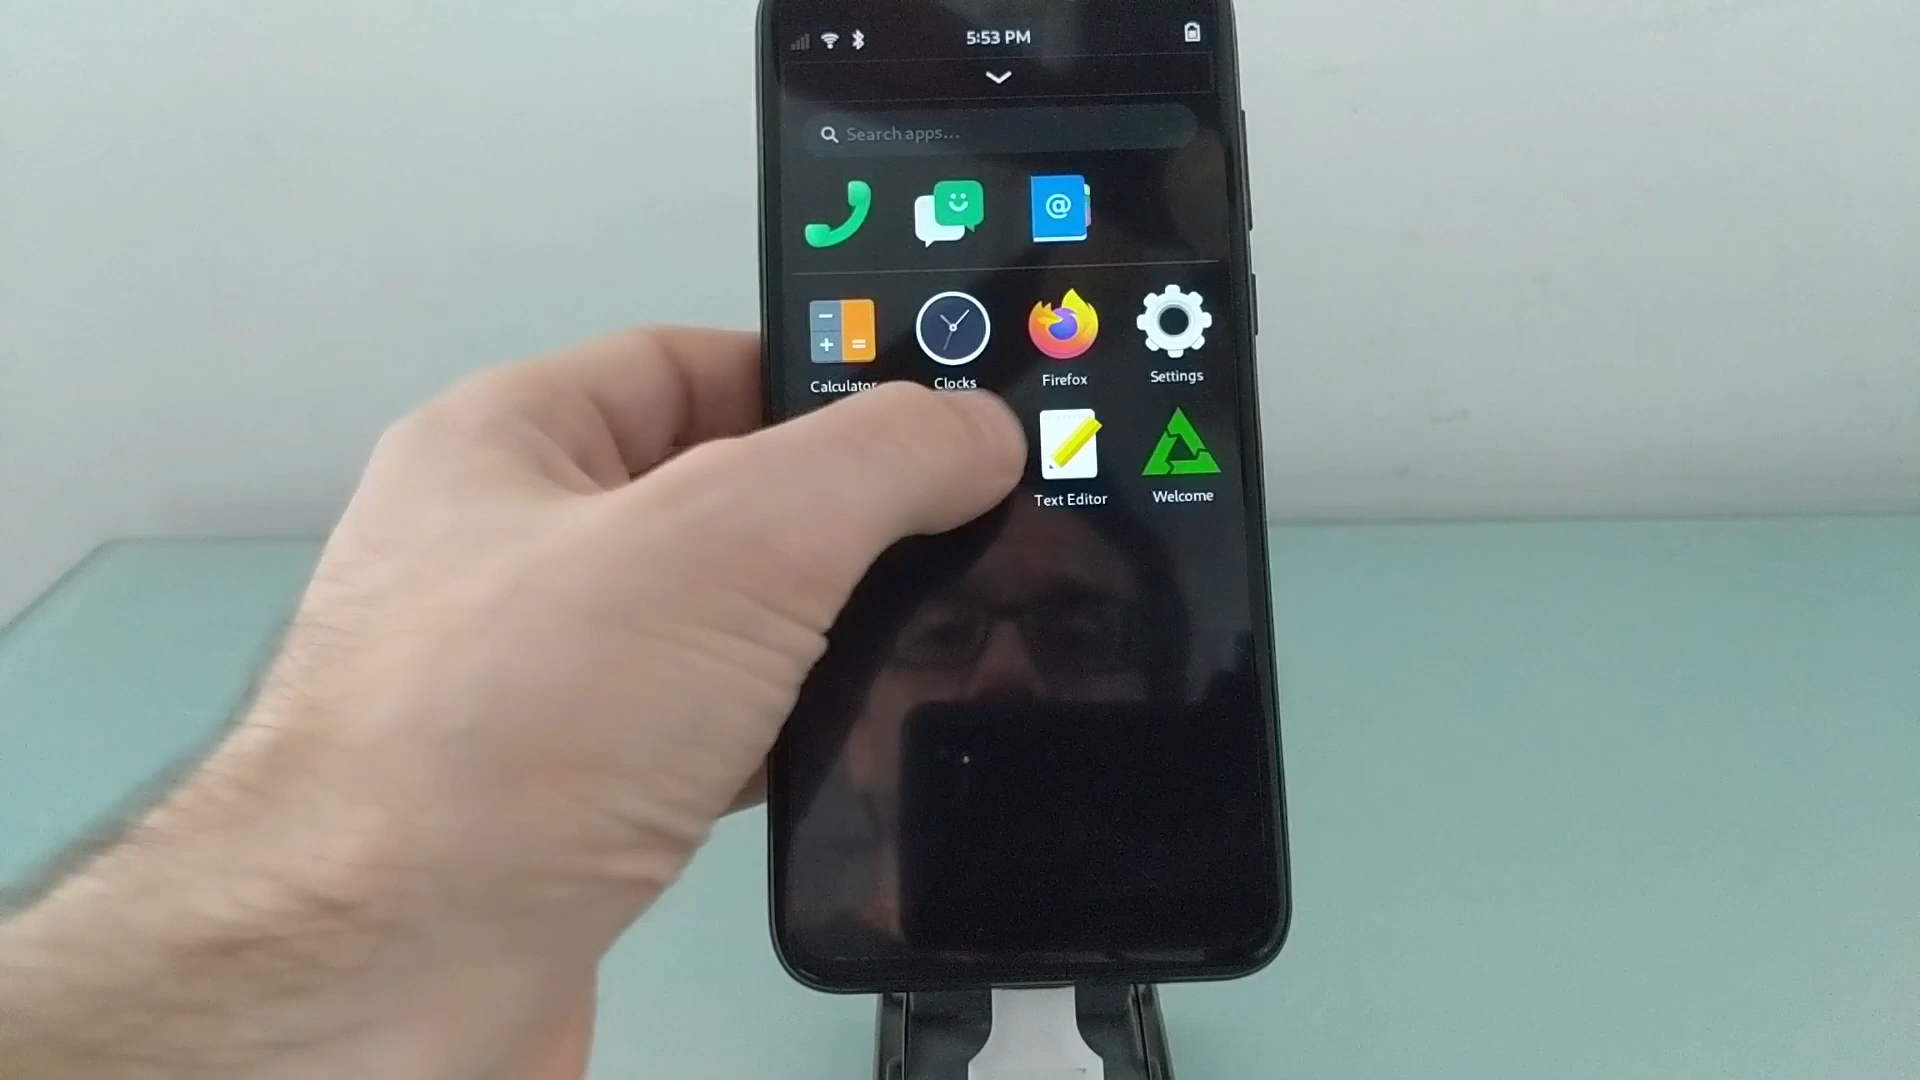 5:53 PM
Search apps...
@
Calculator
Clocks
Firefox
Settings
Text Editor
Welcome